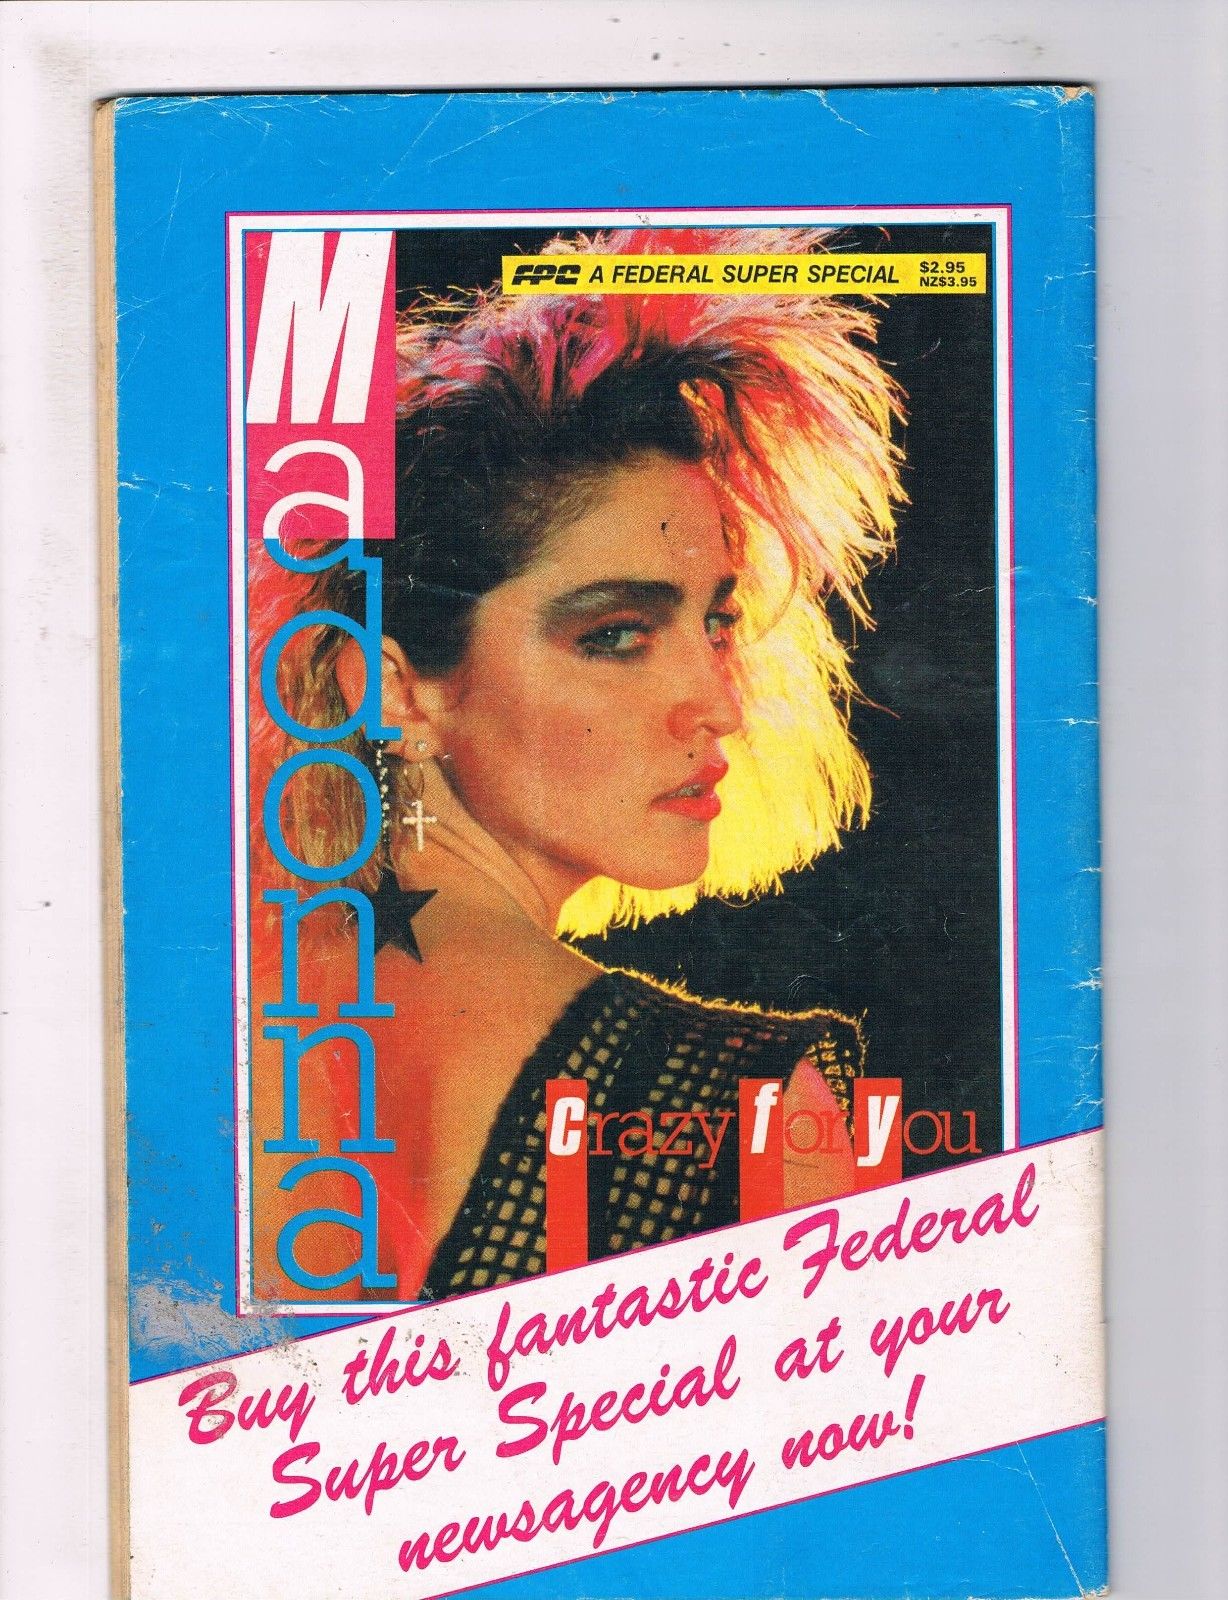 Madonna
FPC A FEDERAL SUPER SPECIAL
$2.95
NZ$3.95
Crazy for you
Buy this fantastic Federal
Super Special at your
newsagency now!